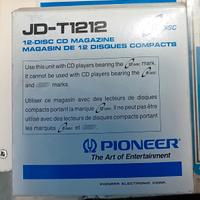 JD-T1212
DISC
12-DISC CD MAGAZINE
MAGASIN DE 12 DISQUES COMPACTS
Use this unit with CD players bearing the DISC mark.
It cannot be used with CD players bearing the
and marks
Utiliser ce magasin avec des lecteurs de disques
compacts portant la marque DISC. Il ne peut pas être
utilisé avec des lecteurs de disques compacts portant
les marques et
PIONEER
The Art of Entertainment
PIONEER ELECTRONIC CORP.